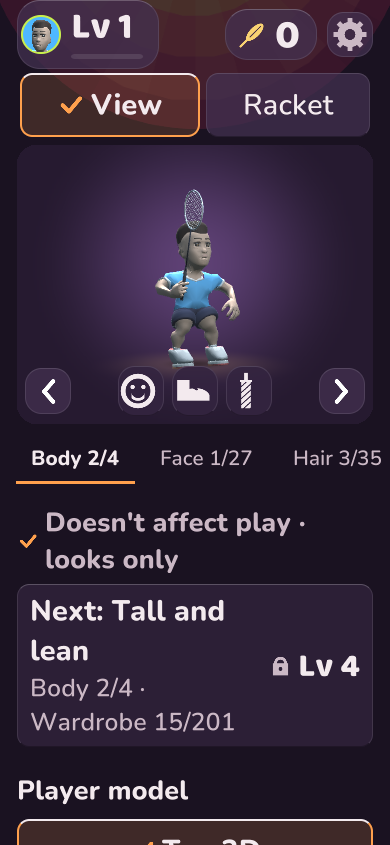 Lv 1
0
View
Racket
Body 2/4
Face 1/27
Hair 3/35
Doesn't affect play ·
looks only
Next: Tall and
lean
Lv 4
Body 2/4 ·
Wardrobe 15/201
Player model